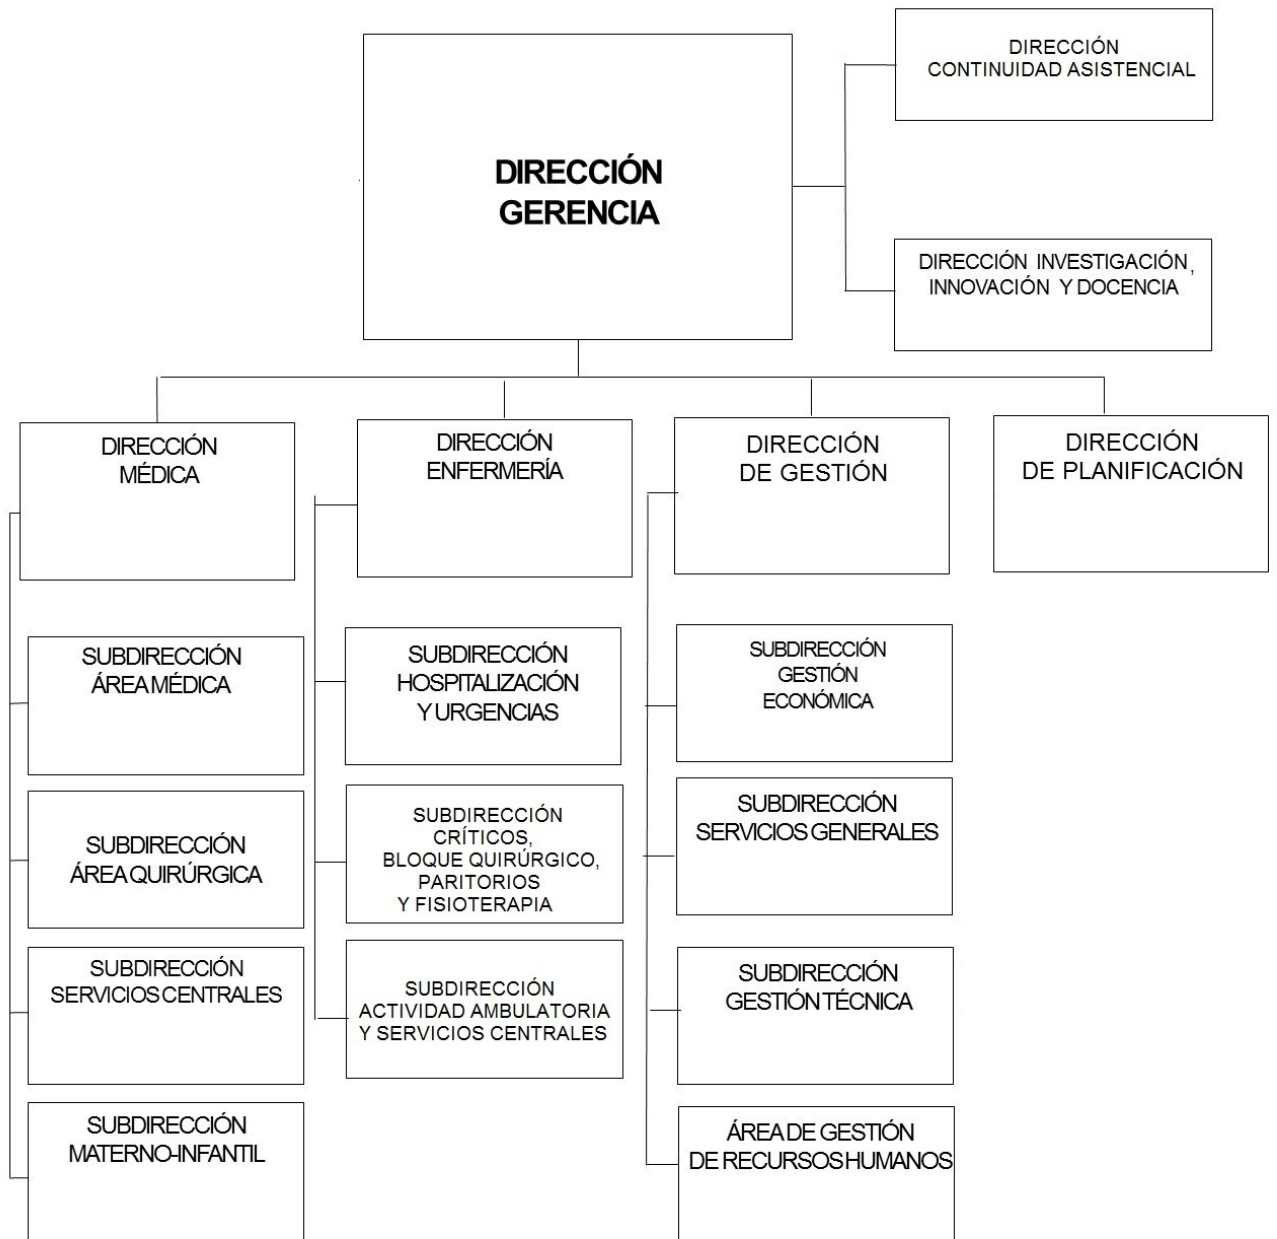 DIRECCIÓN
CONTINUIDAD ASISTENCIAL
DIRECCIÓN
GERENCIA
DIRECCIÓN INVESTIGACIÓN,
INNOVACIÓN Y DOCENCIA
DIRECCIÓN
MÉDICA
DIRECCIÓN
ENFERMERÍA
DIRECCIÓN
DE GESTIÓN
DIRECCIÓN
DE PLANIFICACIÓN
SUBDIRECCIÓN
ÁREA MÉDICA
SUBDIRECCIÓN
HOSPITALIZACIÓN
Y URGENCIAS
SUBDIRECCIÓN
GESTIÓN
ECONÓMICA
SUBDIRECCIÓN
ÁREA QUIRÚRGICA
SUBDIRECCIÓN
CRÍTICOS,
BLOQUE QUIRÚRGICO,
PARITORIOS
Y FISIOTERAPIA
SUBDIRECCIÓN
SERVICIOS GENERALES
SUBDIRECCIÓN
SERVICIOS CENTRALES
SUBDIRECCIÓN
ACTIVIDAD AMBULATORIA
Y SERVICIOS CENTRALES
SUBDIRECCIÓN
GESTIÓN TÉCNICA
SUBDIRECCIÓN
MATERNO-INFANTIL
ÁREA DE GESTIÓN
DE RECURSOS HUMANOS